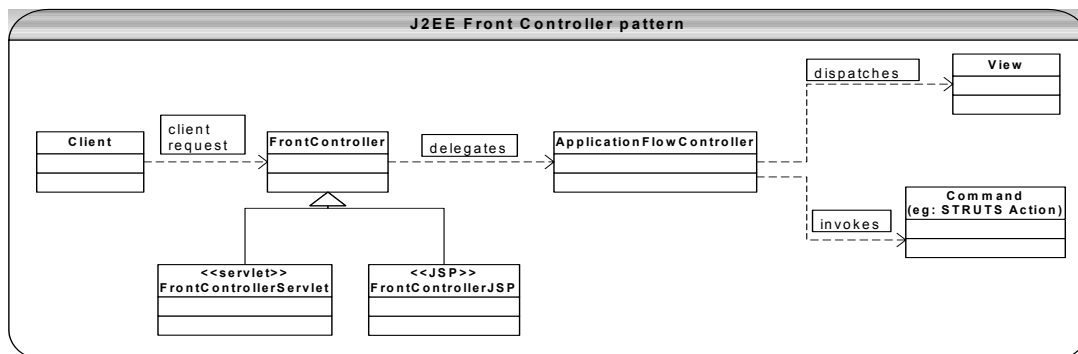 J2EE Front Controller pattern
dispatches
View
Client
client
request
FrontController
delegates
ApplicationFlowController
Command
(eg: STRUTS Action)
invokes
<<servlet>>
FrontControllerServlet
<<JSP>>
FrontControllerJSP